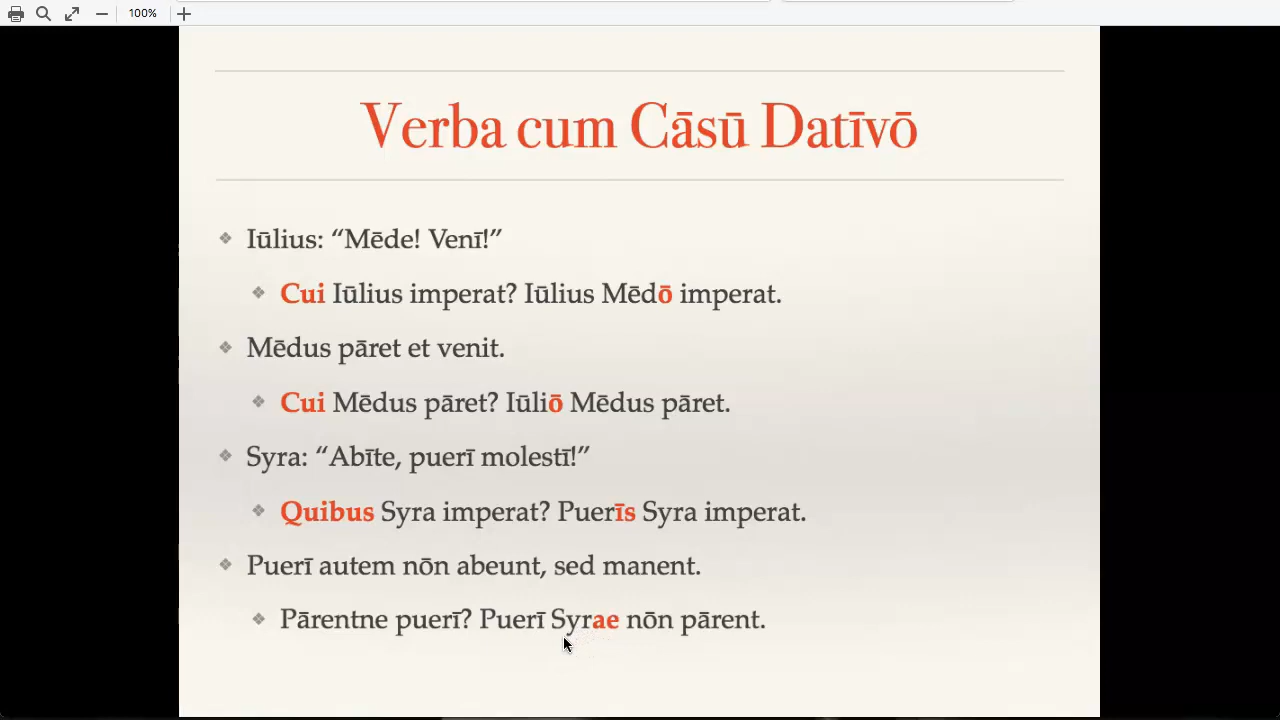 100%
Verba cum Cāsū Datīvō
Iūlius: “Mēde! Venī!”
Cui Iūlius imperat? Iūlius Mēdō imperat.
Mēdus pāret et venit.
Cui Mēdus pāret? Iūliō Mēdus pāret.
Syra: “Abīte, puerī molestī!”
Quibus Syra imperat? Puerīs Syra imperat.
Puerī autem nōn abeunt, sed manent.
Pārentne puerī? Puerī Syrae nōn pārent.